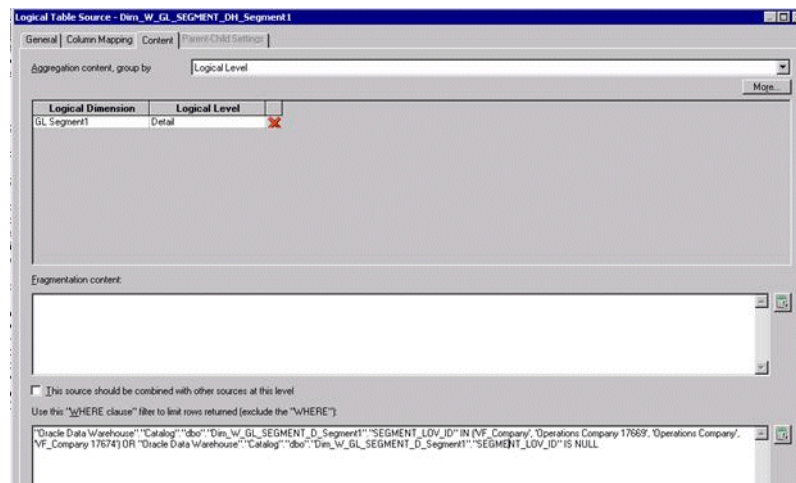 Logical Table Source - Dim_W_GL_SEGMENT_DH_Segment1
General Column Mapping Content Parent-Child Settings
Aggregation content, group by Logical Level
More...
Logical Dimension Logical Level
GL Segment1 Detail
Fragmentation content:
This source should be combined with other sources at this level
Use this "WHERE clause" filter to limit rows returned (exclude the "WHERE"):
"Oracle Data Warehouse"."Catalog"."dbo"."Dim_W_GL_SEGMENT_D_Segment1"."SEGMENT_LOV_ID" IN ('VF_Company', 'Operations Company 17669', 'Operations Company',
'VF_Company 17674') OR "Oracle Data Warehouse"."Catalog"."dbo"."Dim_W_GL_SEGMENT_D_Segment1"."SEGMENT_LOV_ID" IS NULL